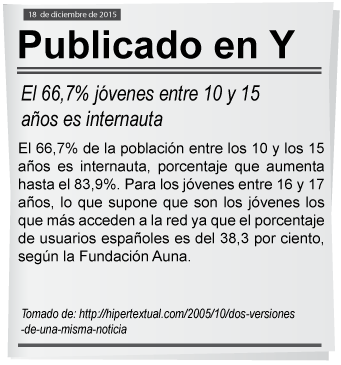 18 de diciembre de 2015
Publicado en Y
El 66,7% jóvenes entre 10 y 15
años es internauta
El 66,7% de la población entre los 10 y los 15
años es internauta, porcentaje que aumenta
hasta el 83,9%. Para los jóvenes entre 16 y 17
años, lo que supone que son los jóvenes los
que más acceden a la red ya que el porcentaje
de usuarios españoles es del 38,3 por ciento,
según la Fundación Auna.
Tomado de: http://hipertextual.com/2005/10/dos-versiones
-de-una-misma-noticia